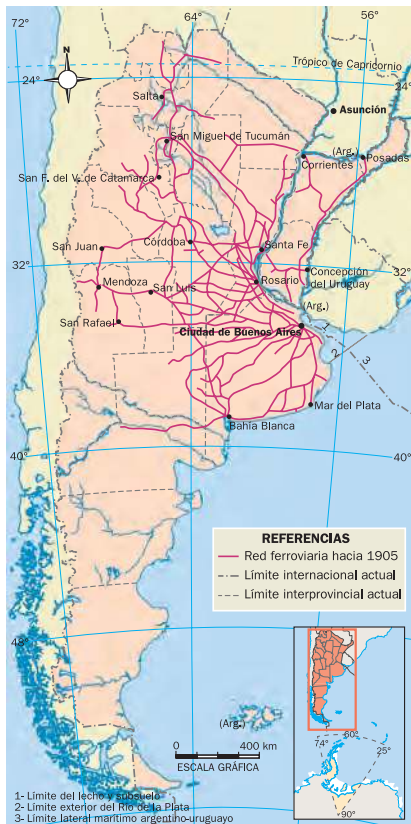 72°
64°
56°
Trópico de Capricornio
N
24°
24°
Salta
Asunción
San Miguel de Tucumán
(Arg.)
Corrientes
Posadas
San F. del V. de Catamarca
Córdoba
Santa Fe
San Juan
32°
32°
Concepción
del Uruguay
Mendoza
San Luis
Rosario
(Arg.)
San Rafael
Ciudad de Buenos Aires
1
2
3
Mar del Plata
Bahía Blanca
40°
40°
REFERENCIAS
Red ferroviaria hacia 1905
Límite internacional actual
Límite interprovincial actual
48°
(Arg.)
0 400 km
ESCALA GRÁFICA
60°
74°
25°
90°
1- Límite del lecho y subsuelo
2- Límite exterior del Río de la Plata
3- Límite lateral marítimo argentino-uruguayo